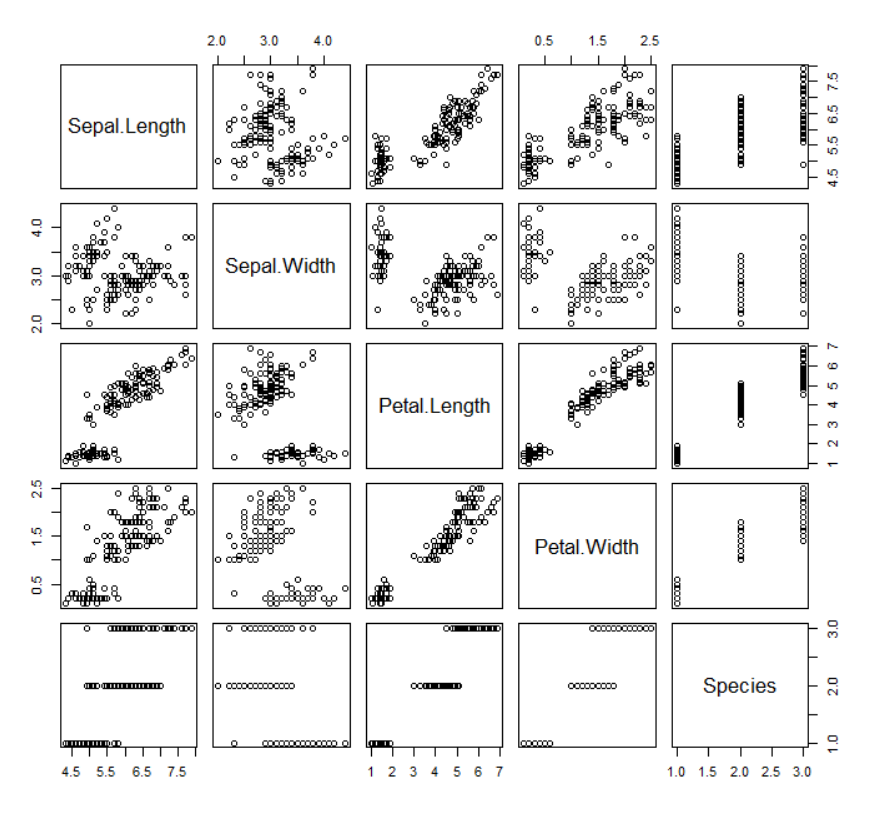 2.0 3.0 4.0
0.5 1.5 2.5
Sepal.Length
4.5 5.5 6.5 7.5
2.0 3.0 4.0
Sepal.Width
Petal.Length
1 2 3 4 5 6 7
0.5 1.5 2.5
Petal.Width
Species
1.0 2.0 3.0
4.5 5.5 6.5 7.5
1 2 3 4 5 6 7
1.0 1.5 2.0 2.5 3.0